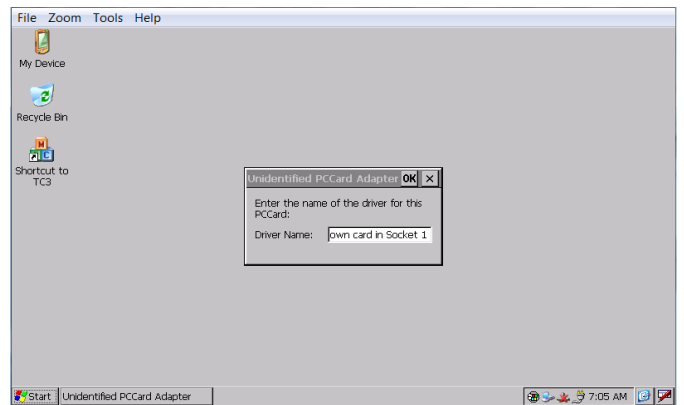 File Zoom Tools Help
My Device
Recycle Bin
Shortcut to
TC3
Unidentified PCCard Adapter OK ×
Enter the name of the driver for this
PCCard:
Driver Name: own card in Socket 1
Start Unidentified PCCard Adapter 7:05 AM